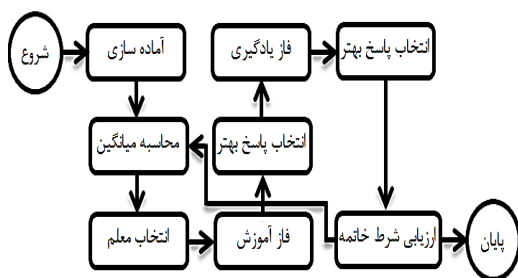 شروع
آماده سازی
محاسبه میانگین
انتخاب معلم
فاز آموزش
انتخاب پاسخ بهتر
فاز یادگیری
انتخاب پاسخ بهتر
ارزیابی شرط خاتمه
پایان